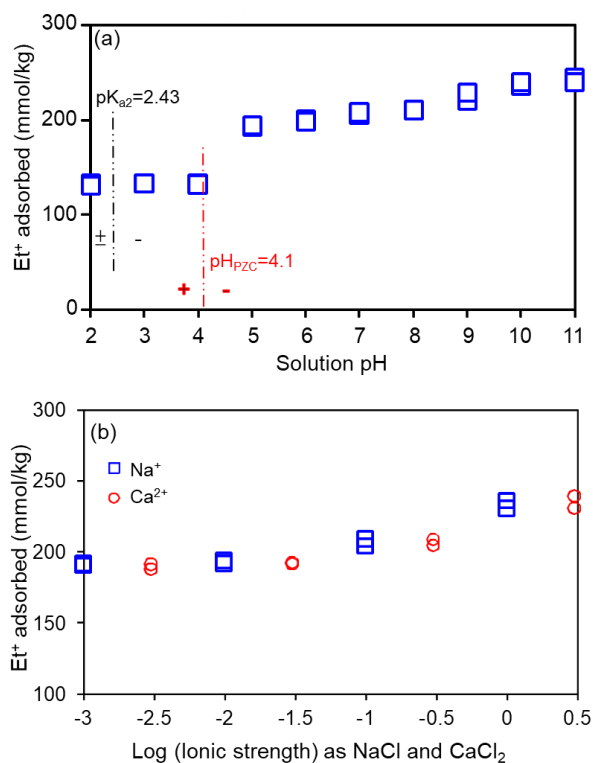 (a)
300
200
100
0
Et⁺ adsorbed (mmol/kg)
pKₐ₂=2.43
± -
pH_PZC=4.1
+ -
2 3 4 5 6 7 8 9 10 11
Solution pH
(b)
300
250
200
150
100
Et⁺ adsorbed (mmol/kg)
Na⁺
Ca²⁺
-3 -2.5 -2 -1.5 -1 -0.5 0 0.5
Log (Ionic strength) as NaCl and CaCl₂